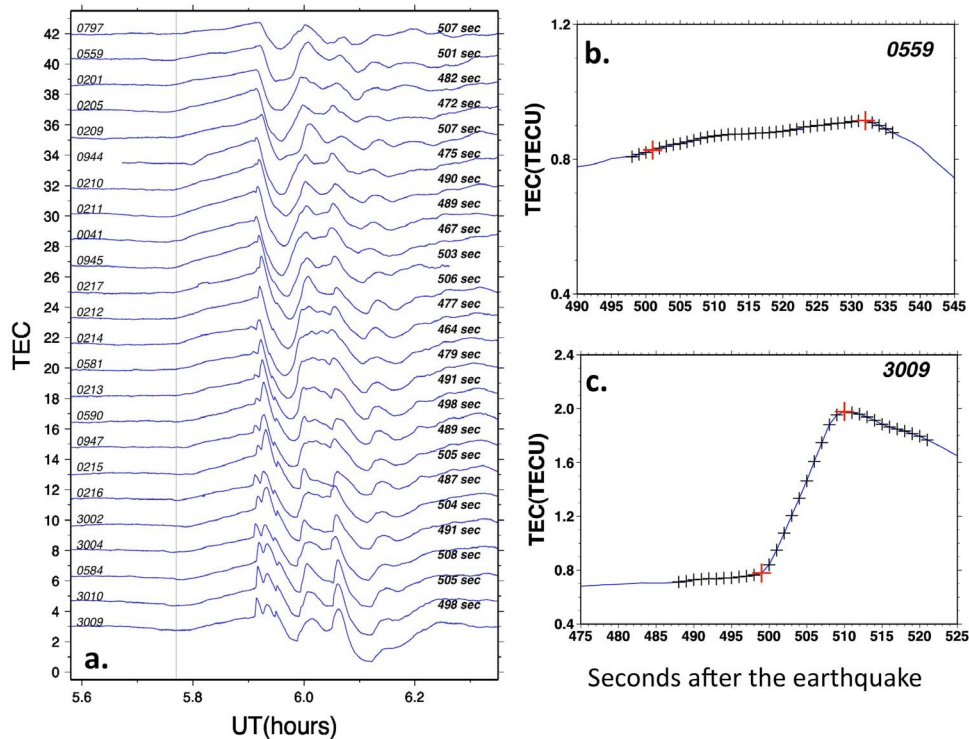 TEC
42
40
38
36
34
32
30
28
26
24
22
20
18
16
14
12
10
8
6
4
2
0
0797 507 sec
0559 501 sec
0201 482 sec
0205 472 sec
0209 507 sec
0944 475 sec
0210 490 sec
0211 489 sec
0041 467 sec
0945 503 sec
0217 506 sec
0212 477 sec
0214 464 sec
0581 479 sec
0213 491 sec
0590 498 sec
0947 489 sec
0215 505 sec
0216 487 sec
3002 504 sec
3004 491 sec
0584 508 sec
3010 505 sec
3009 498 sec
a.
5.6 5.8 6.0 6.2
UT(hours)
b. 0559
TEC(TECU)
1.2
0.8
0.4
490 495 500 505 510 515 520 525 530 535 540 545
c. 3009
TEC(TECU)
2.4
2.0
1.6
1.2
0.8
0.4
475 480 485 490 495 500 505 510 515 520 525
Seconds after the earthquake